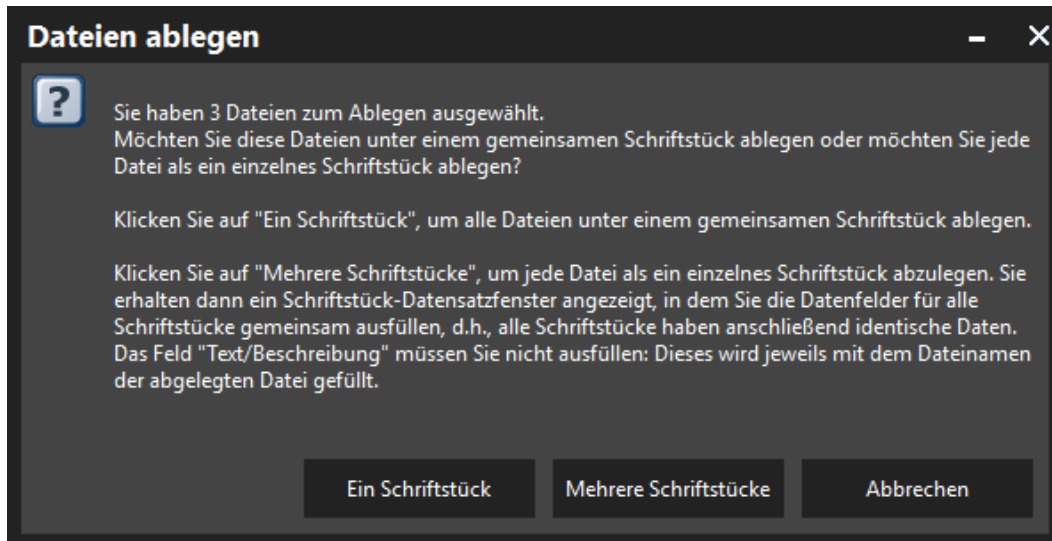 Dateien ablegen
Sie haben 3 Dateien zum Ablegen ausgewählt.
Möchten Sie diese Dateien unter einem gemeinsamen Schriftstück ablegen oder möchten Sie jede
Datei als ein einzelnes Schriftstück ablegen?
Klicken Sie auf "Ein Schriftstück", um alle Dateien unter einem gemeinsamen Schriftstück ablegen.
Klicken Sie auf "Mehrere Schriftstücke", um jede Datei als ein einzelnes Schriftstück abzulegen. Sie
erhalten dann ein Schriftstück-Datensatzfenster angezeigt, in dem Sie die Datenfelder für alle
Schriftstücke gemeinsam ausfüllen, d.h., alle Schriftstücke haben anschließend identische Daten.
Das Feld "Text/Beschreibung" müssen Sie nicht ausfüllen: Dieses wird jeweils mit dem Dateinamen
der abgelegten Datei gefüllt.
Ein Schriftstück Mehrere Schriftstücke Abbrechen